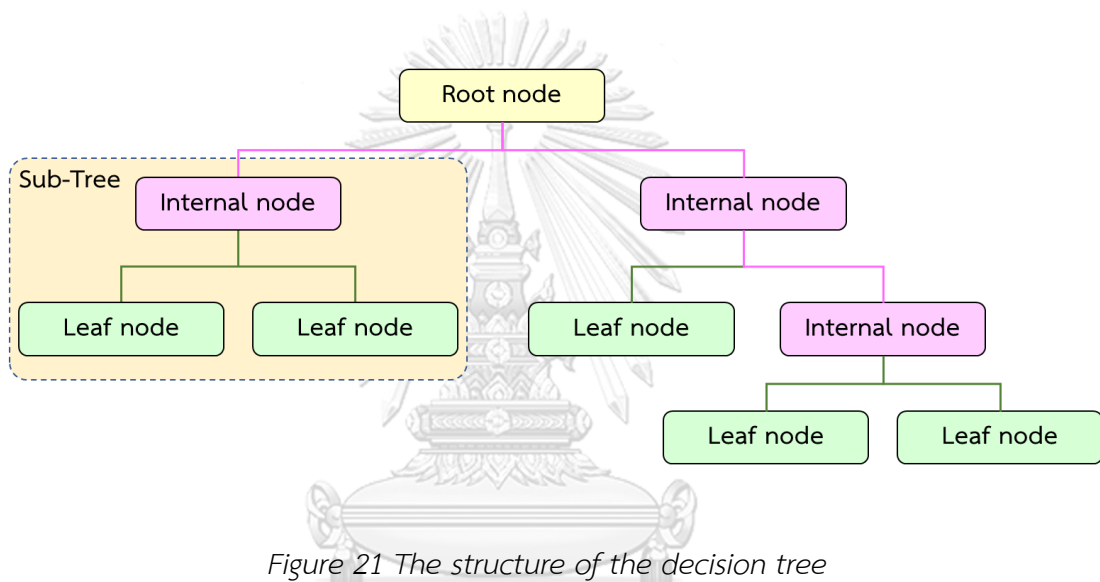 Root node
Sub-Tree
Internal node
Internal node
Leaf node
Leaf node
Leaf node
Internal node
Leaf node
Leaf node
Figure 21 The structure of the decision tree